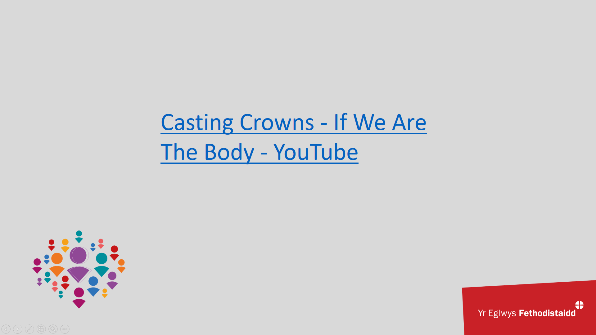 Casting Crowns - If We Are
The Body - YouTube
Yr Eglwys Fethodistaidd